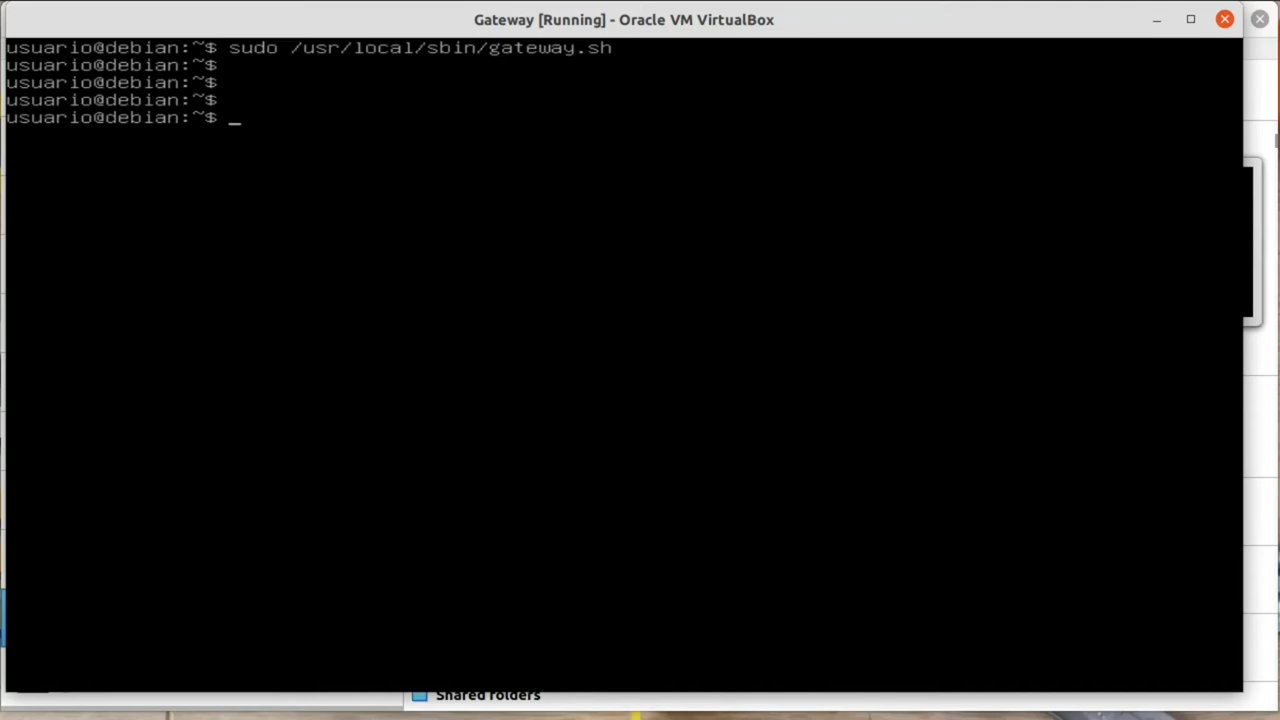 Gateway [Running] - Oracle VM VirtualBox
usuario@debian:~$ sudo /usr/local/sbin/gateway.sh
usuario@debian:~$
usuario@debian:~$
usuario@debian:~$
usuario@debian:~$ _
Shared folders